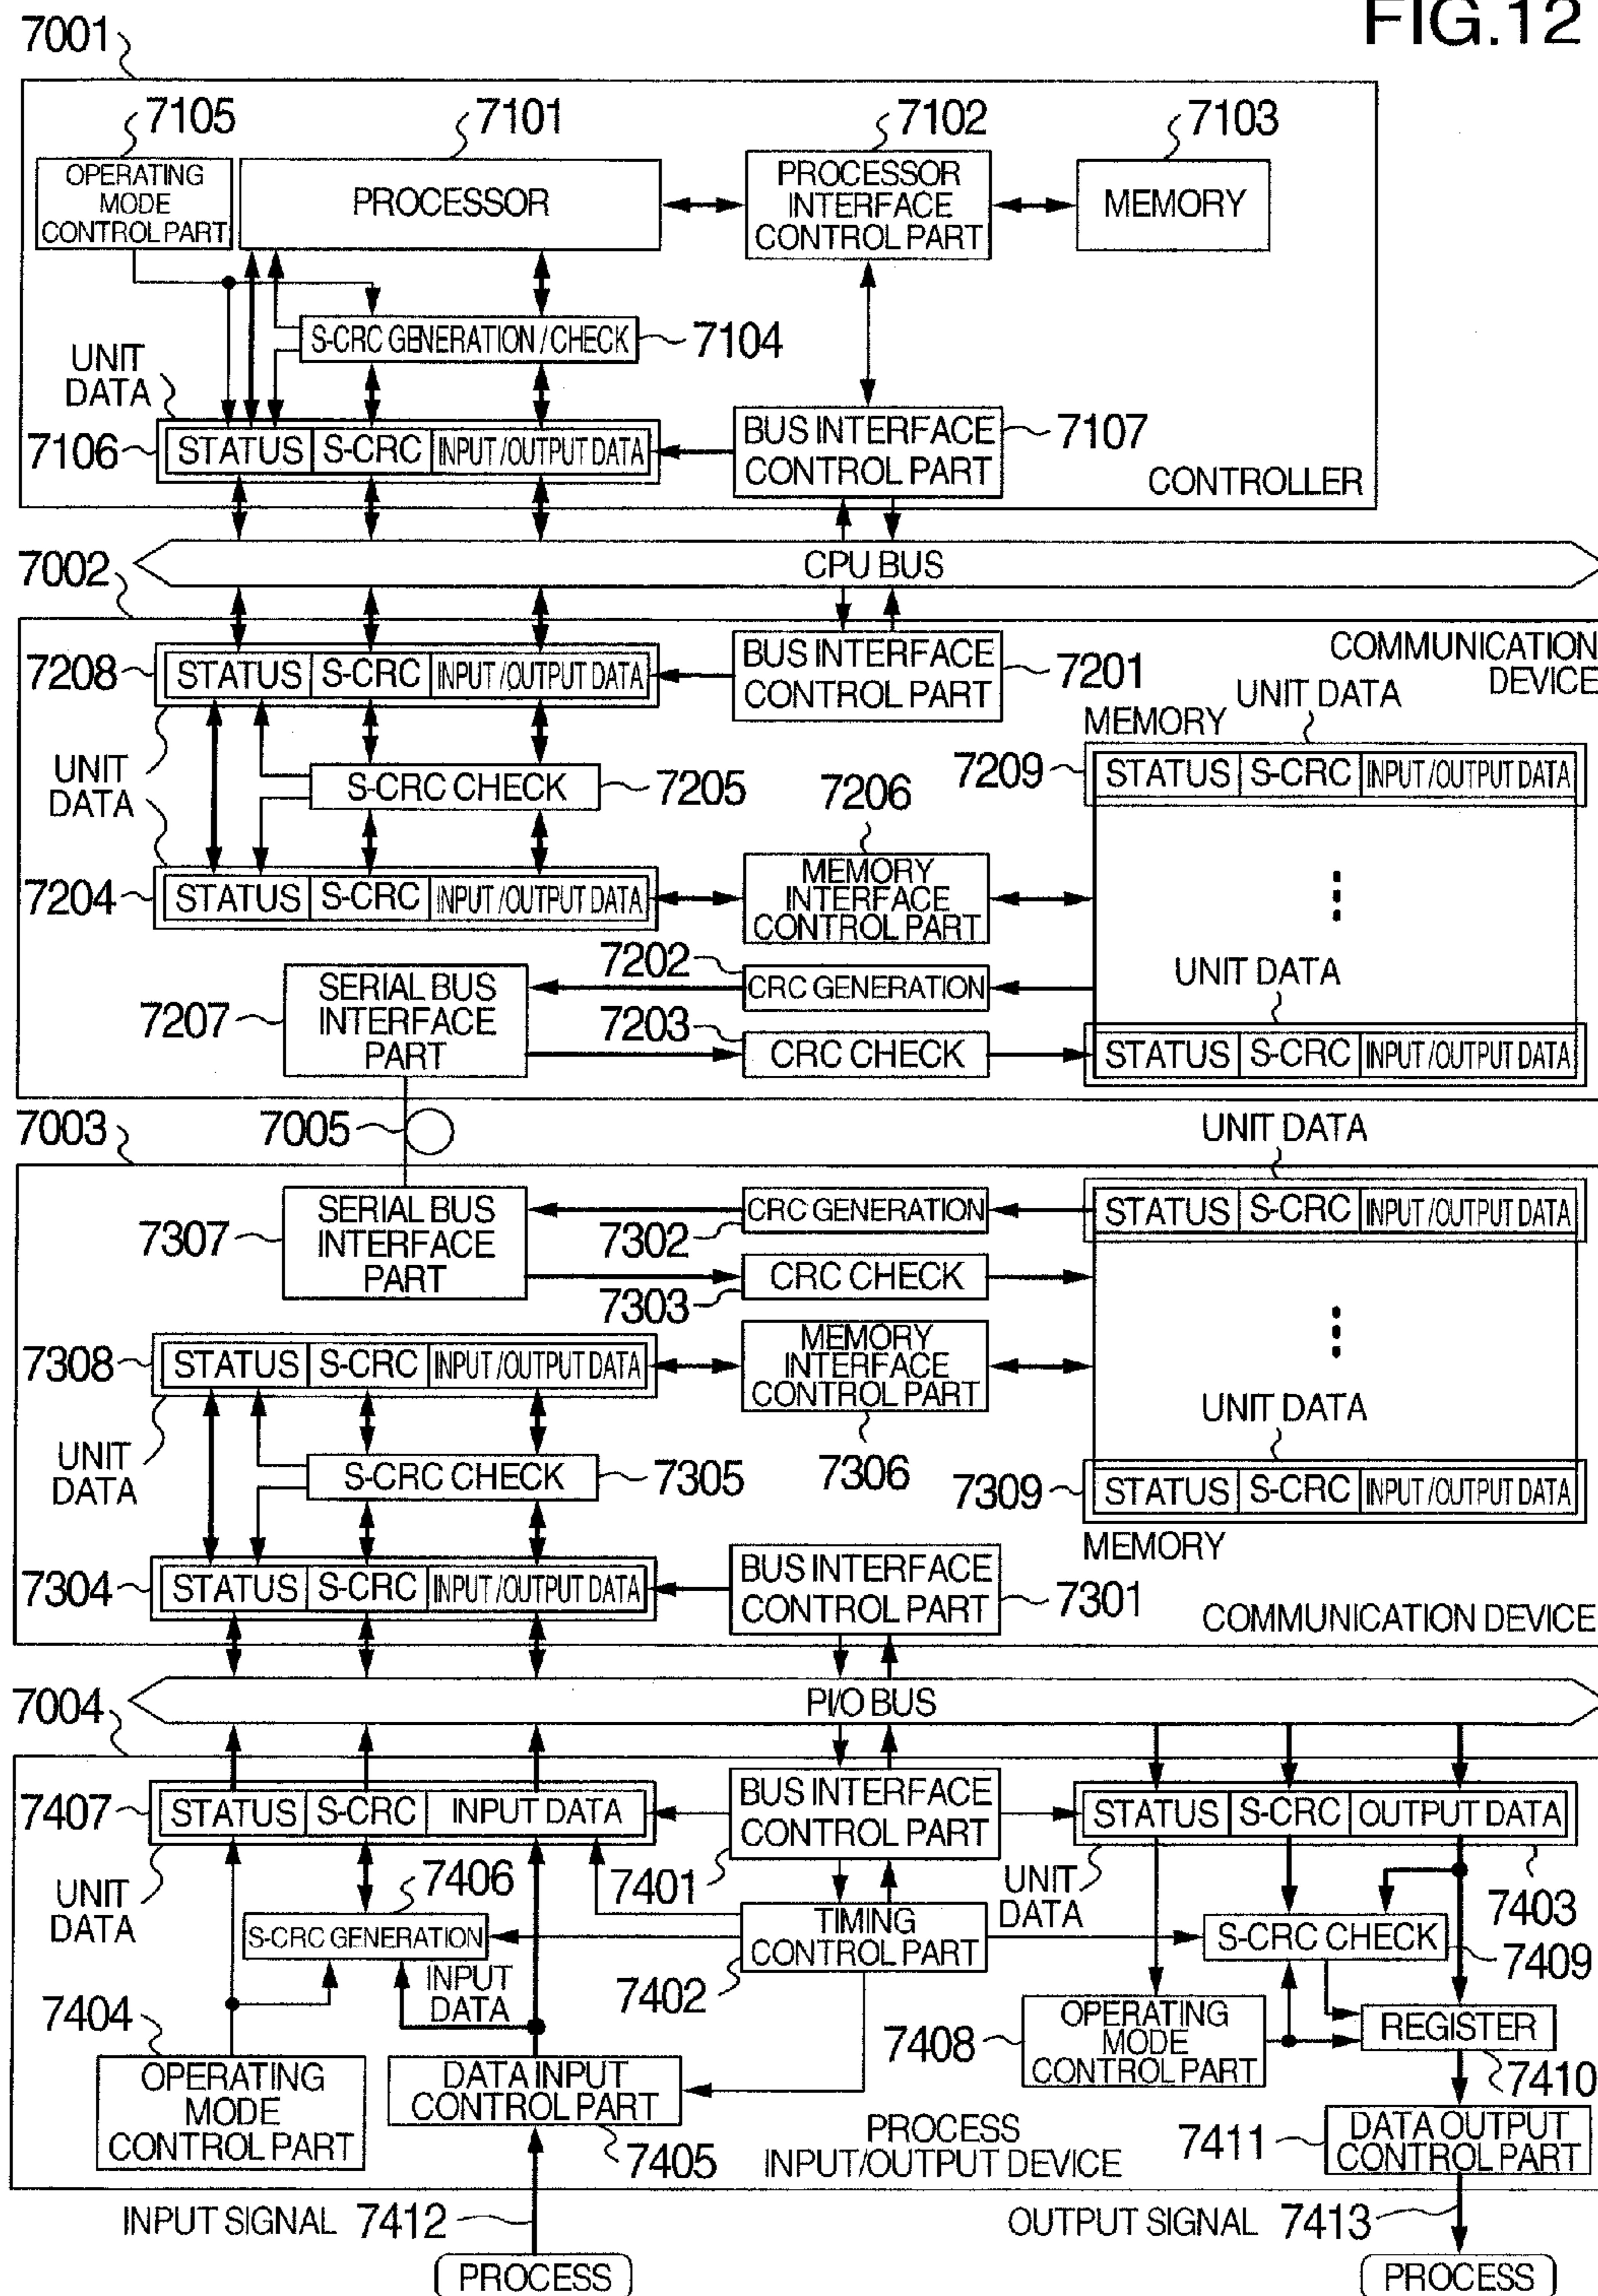 FIG.12
7001
7105
7101
7102
7103
OPERATING
MODE
CONTROL PART
PROCESSOR
PROCESSOR
INTERFACE
CONTROL PART
MEMORY
S-CRC GENERATION / CHECK
7104
UNIT
DATA
7106
STATUS
S-CRC
INPUT/OUTPUT DATA
BUS INTERFACE
CONTROL PART
7107
CONTROLLER
CPU BUS
7002
7208
STATUS
S-CRC
INPUT/OUTPUT DATA
BUS INTERFACE
CONTROL PART
7201
COMMUNICATION
DEVICE
UNIT DATA
MEMORY
UNIT
DATA
S-CRC CHECK
7205
7206
7209
STATUS
S-CRC
INPUT/OUTPUT DATA
7204
STATUS
S-CRC
INPUT/OUTPUT DATA
MEMORY
INTERFACE
CONTROL PART
7202
CRC GENERATION
UNIT DATA
7207
SERIAL BUS
INTERFACE
PART
7203
CRC CHECK
STATUS
S-CRC
INPUT/OUTPUT DATA
7003
7005
UNIT DATA
7307
SERIAL BUS
INTERFACE
PART
CRC GENERATION
7302
STATUS
S-CRC
INPUT/OUTPUT DATA
CRC CHECK
7303
7308
STATUS
S-CRC
INPUT/OUTPUT DATA
MEMORY
INTERFACE
CONTROL PART
7306
UNIT DATA
UNIT
DATA
S-CRC CHECK
7305
7309
STATUS
S-CRC
INPUT/OUTPUT DATA
MEMORY
7304
STATUS
S-CRC
INPUT/OUTPUT DATA
BUS INTERFACE
CONTROL PART
7301
COMMUNICATION DEVICE
PI/O BUS
7004
7407
STATUS
S-CRC
INPUT DATA
BUS INTERFACE
CONTROL PART
7401
STATUS
S-CRC
OUTPUT DATA
7403
UNIT
DATA
7406
S-CRC GENERATION
UNIT
DATA
TIMING
CONTROL PART
7402
S-CRC CHECK
7409
INPUT
DATA
7404
OPERATING
MODE
CONTROL PART
DATA INPUT
CONTROL PART
7405
7408
OPERATING
MODE
CONTROL PART
REGISTER
7410
PROCESS
INPUT/OUTPUT DEVICE
7411
DATA OUTPUT
CONTROL PART
INPUT SIGNAL
7412
OUTPUT SIGNAL
7413
PROCESS
PROCESS